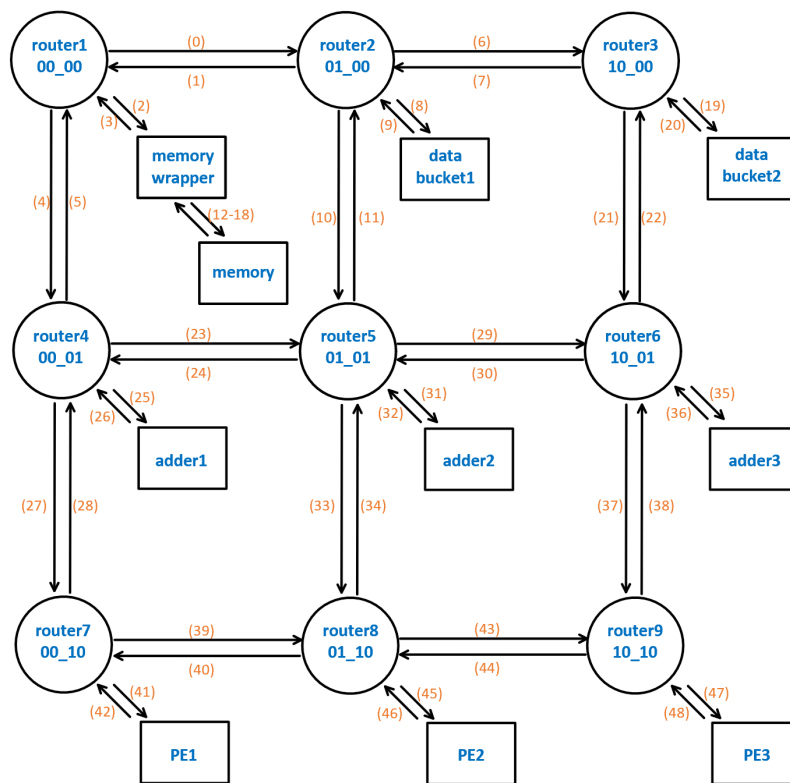 router1
00_00
(0)
(1)
router2
01_00
(6)
(7)
router3
10_00
(2)
(3)
(8)
(9)
(19)
(20)
memory
wrapper
data
bucket1
data
bucket2
(4)
(5)
(12-18)
(10)
(11)
(21)
(22)
memory
router4
00_01
(23)
(24)
router5
01_01
(29)
(30)
router6
10_01
(25)
(26)
(31)
(32)
(35)
(36)
adder1
adder2
adder3
(27)
(28)
(33)
(34)
(37)
(38)
router7
00_10
(39)
(40)
router8
01_10
(43)
(44)
router9
10_10
(41)
(42)
(45)
(46)
(47)
(48)
PE1
PE2
PE3